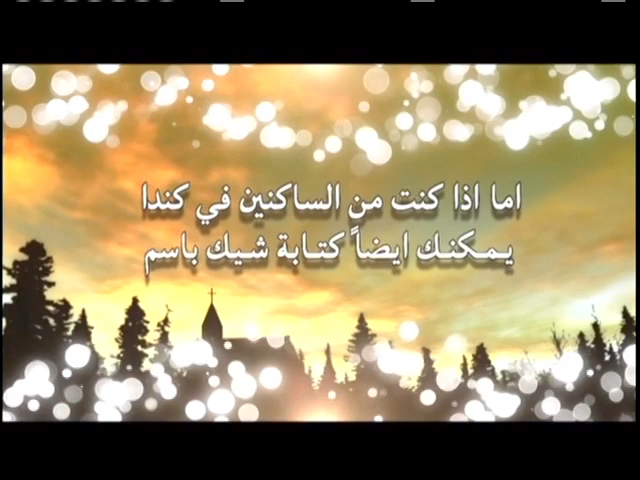 اما اذا كنت من الساكنين في كندا
يمكنك ايضاً كتابة شيك باسم